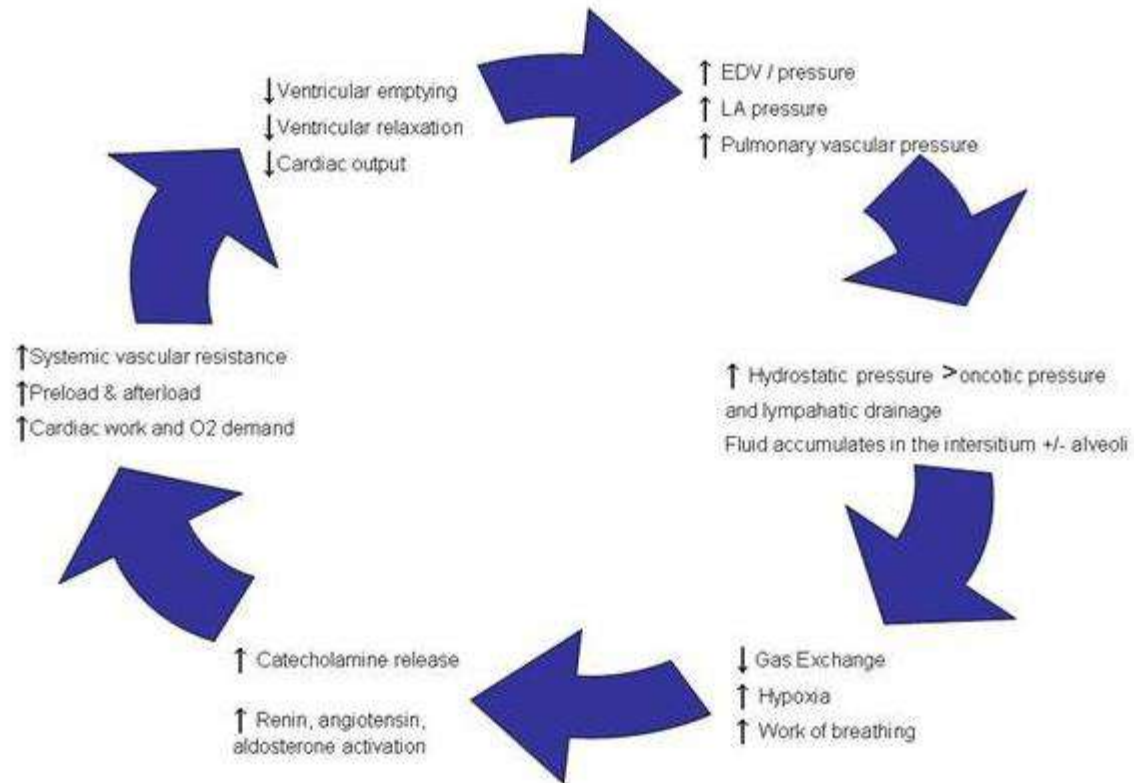 ↓Ventricular emptying
↓Ventricular relaxation
↓Cardiac output
↑ EDV / pressure
↑ LA pressure
↑ Pulmonary vascular pressure
↑ Hydrostatic pressure > oncotic pressure
and lympahatic drainage
Fluid accumulates in the intersitium +/- alveoli
↓ Gas Exchange
↑ Hypoxia
↑ Work of breathing
↑ Catecholamine release
↑ Renin, angiotensin,
aldosterone activation
↑Systemic vascular resistance
↑Preload & afterload
↑Cardiac work and O2 demand